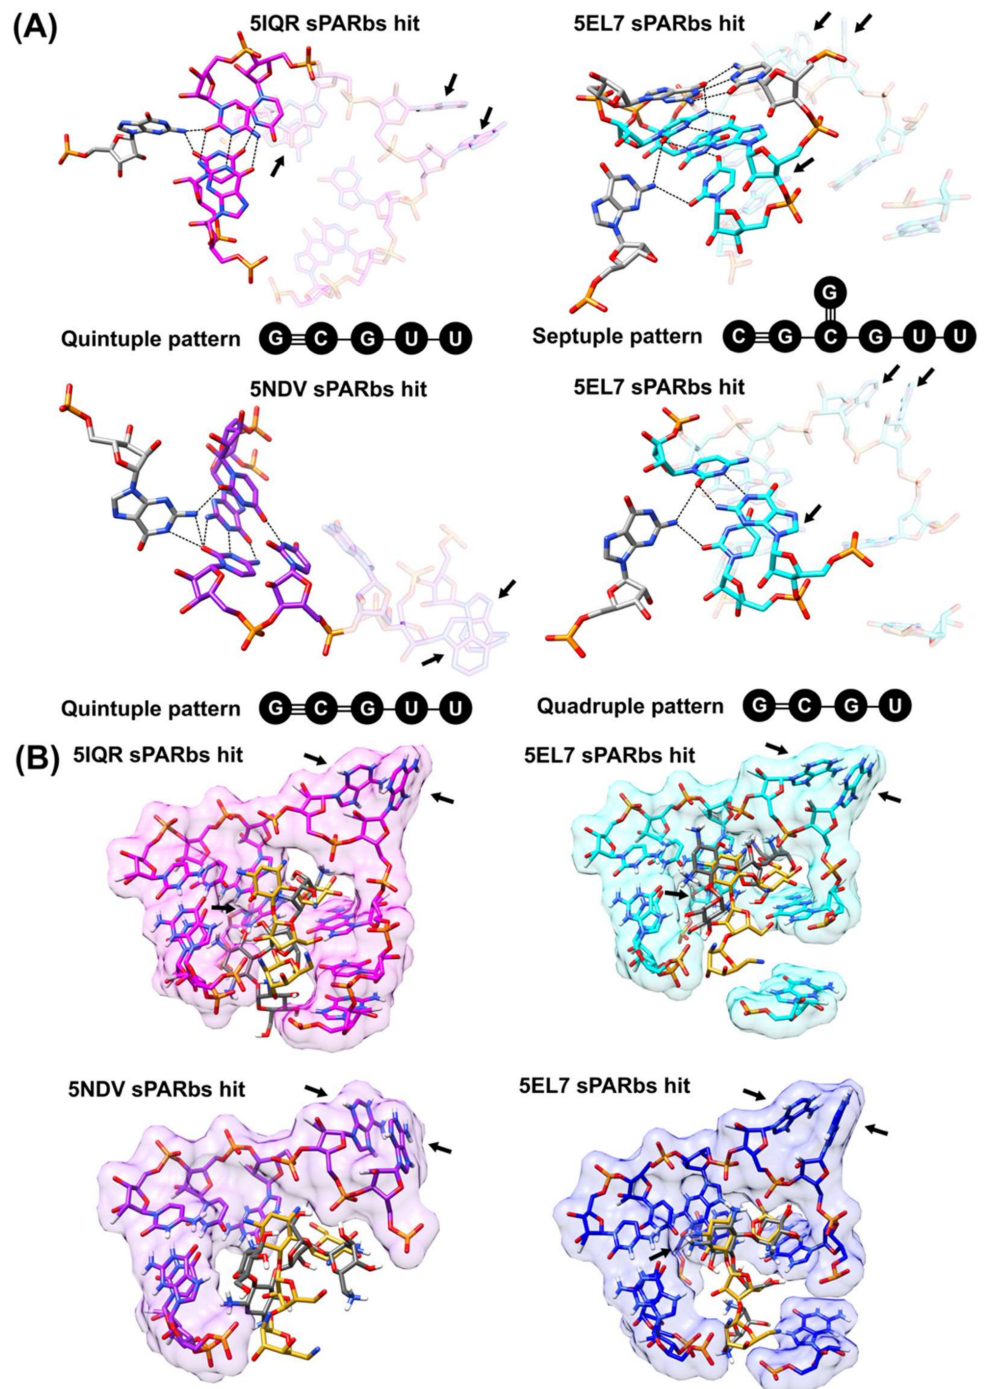 (A)
5IQR sPARbs hit
5EL7 sPARbs hit
Quintuple pattern G C G U U
G
Septuple pattern C G C G U U
5NDV sPARbs hit
5EL7 sPARbs hit
Quintuple pattern G C G U U
Quadruple pattern G C G U
(B)
5IQR sPARbs hit
5EL7 sPARbs hit
5NDV sPARbs hit
5EL7 sPARbs hit